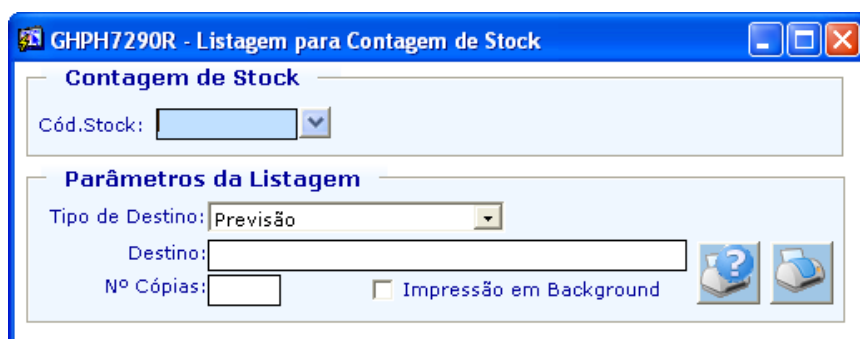 GHPH7290R - Listagem para Contagem de Stock
Contagem de Stock
Cód.Stock:
Parâmetros da Listagem
Tipo de Destino: Previsão
Destino:
Nº Cópias: Impressão em Background